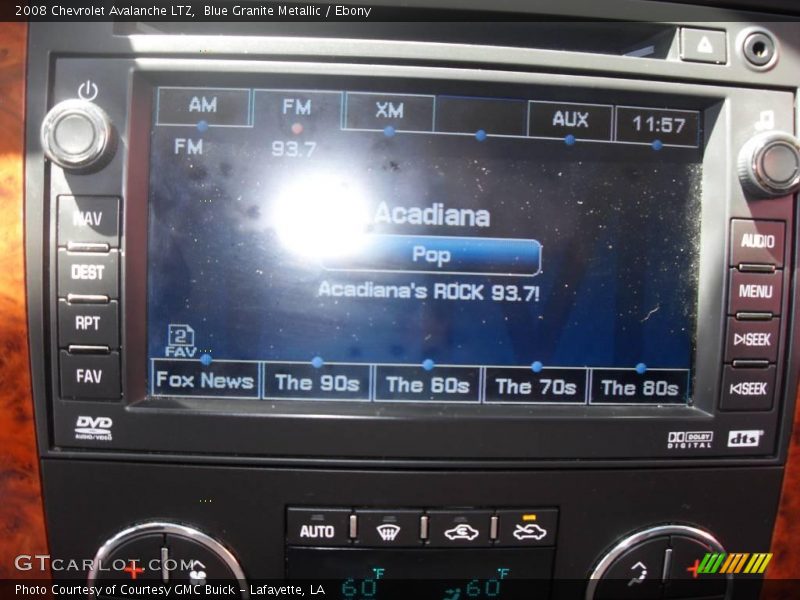 2008 Chevrolet Avalanche LTZ,  Blue Granite Metallic / Ebony
AM FM XM AUX 11:57
FM 93.7
NAV
DEST
RPT
FAV
Acadiana
Pop
Acadiana's ROCK 93.7!
AUDIO
MENU
SEEK
SEEK
2
FAV
Fox News The 90s The 60s The 70s The 80s
DVD
AUDIO/VIDEO
DOLBY
DIGITAL
dts
AUTO
60°F 60°F
GTCARLOT.COM
Photo Courtesy of Courtesy GMC Buick - Lafayette, LA